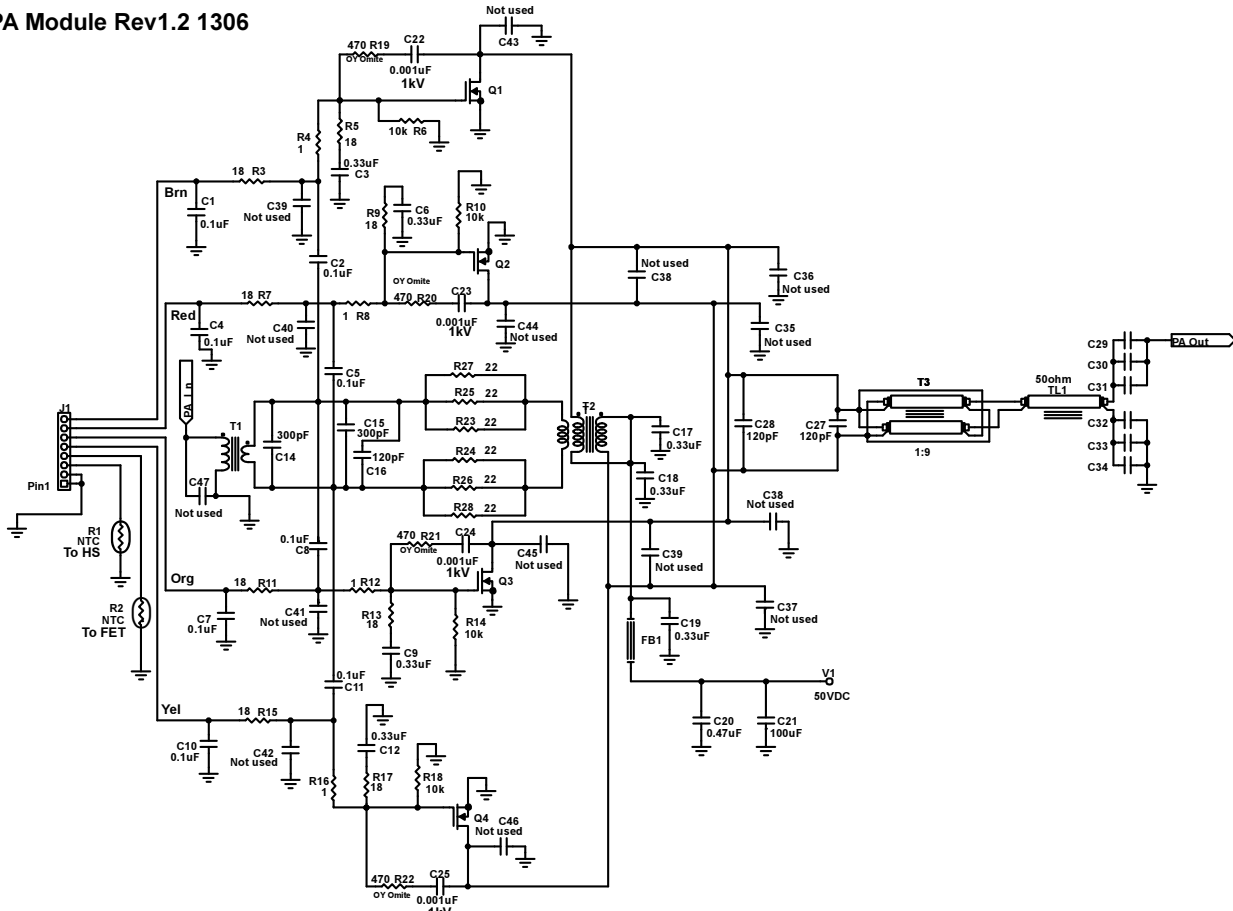 PA Module Rev1.2 1306
Not used
C43
470 R19
OY Omite
C22
0.001uF
1kV
Q1
R4
1
R5
18
10k R6
0.33uF
C3
18 R3
Brn
C1
0.1uF
C39
Not used
R9
18
C6
0.33uF
R10
10k
Q2
C2
0.1uF
OY Omite
470 R20
C23
0.001uF
1kV
Not used
C38
C36
Not used
18 R7
Red
C4
0.1uF
C40
Not used
1 R8
C44
Not used
C35
Not used
C5
0.1uF
PA In
J1
Pin1
T1
300pF
C14
C15
300pF
120pF
C16
R27 22
R25 22
R23 22
R24 22
R26 22
R28 22
C47
Not used
T2
C17
0.33uF
C18
0.33uF
C28
120pF
C27
120pF
T3
1:9
50ohm
TL1
C29
C30
C31
C32
C33
C34
PA Out
R1
NTC
To HS
R2
NTC
To FET
0.1uF
C8
470 R21
OY Omite
C24
0.001uF
1kV
C45
Not used
Q3
C38
Not used
C39
Not used
Org
18 R11
1 R12
C7
0.1uF
C41
Not used
R13
18
R14
10k
C9
0.33uF
C37
Not used
C19
0.33uF
FB1
0.1uF
C11
V1
50VDC
Yel
18 R15
C10
0.1uF
C42
Not used
0.33uF
C12
C20
0.47uF
C21
100uF
R16
1
R17
18
R18
10k
Q4
C46
Not used
470 R22
OY Omite
C25
0.001uF
1kV